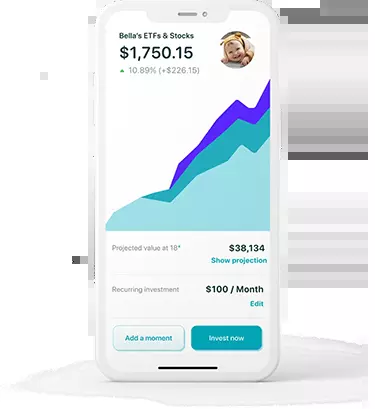 Bella's ETFs & Stocks
$1,750.15
▲ 10.89% (+$226.15)
Projected value at 18*
$38,134
Show projection
Recurring investment
$100 / Month
Edit
Add a moment
Invest now